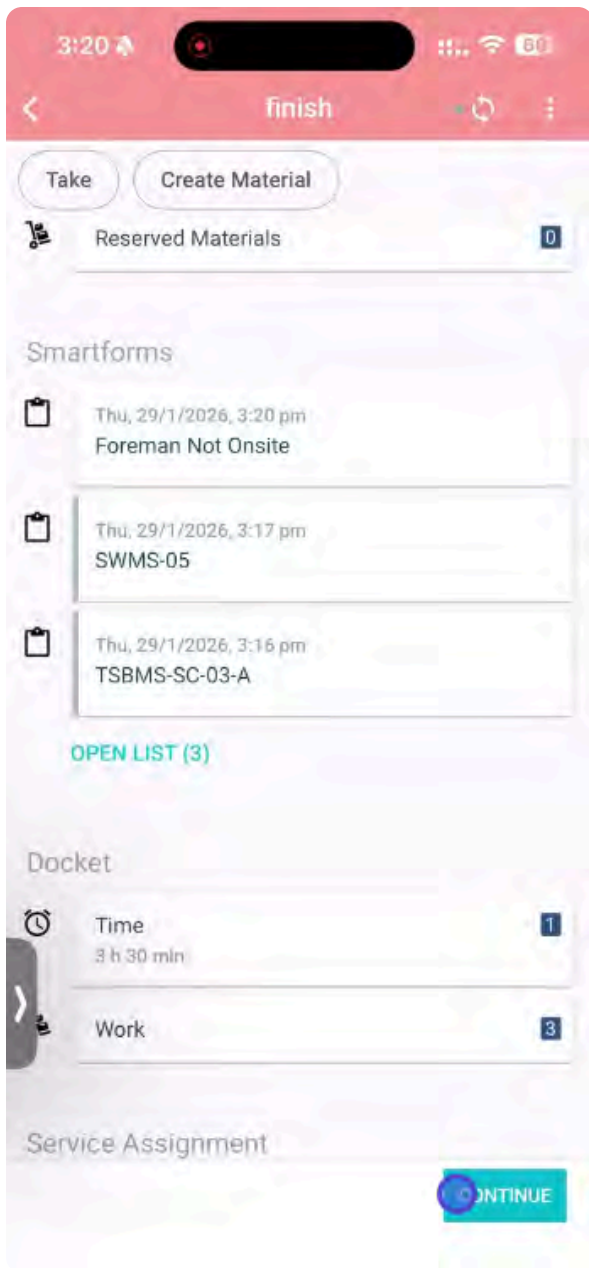 3:20
60
finish
Take
Create Material
Reserved Materials
0
Smartforms
Thu, 29/1/2026, 3:20 pm
Foreman Not Onsite
Thu, 29/1/2026, 3:17 pm
SWMS-05
Thu, 29/1/2026, 3:16 pm
TSBMS-SC-03-A
OPEN LIST (3)
Docket
Time
1
3 h 30 min
Work
3
Service Assignment
CONTINUE